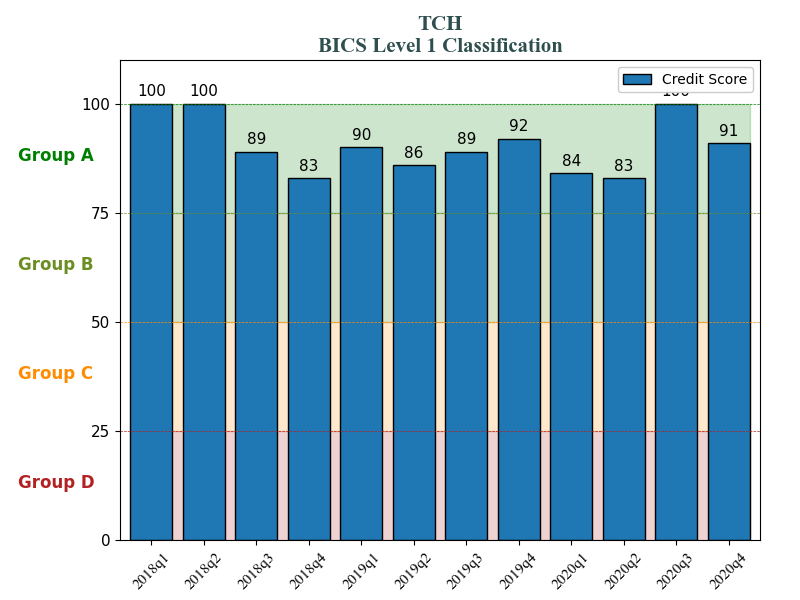 TCH
BICS Level 1 Classification
Credit Score
100 100 89 83 90 86 89 92 84 83 100 91
100
Group A
75
Group B
50
Group C
25
Group D
0
2018q1 2018q2 2018q3 2018q4 2019q1 2019q2 2019q3 2019q4 2020q1 2020q2 2020q3 2020q4